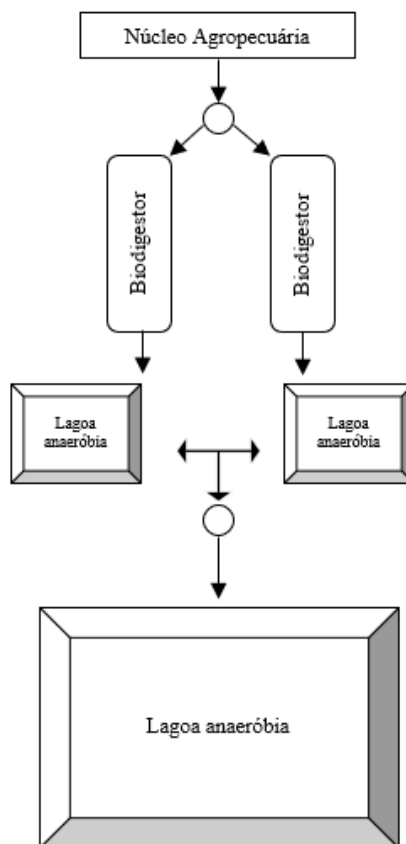 Núcleo Agropecuária
Biodigestor
Biodigestor
Lagoa
anaeróbia
Lagoa
anaeróbia
Lagoa anaeróbia